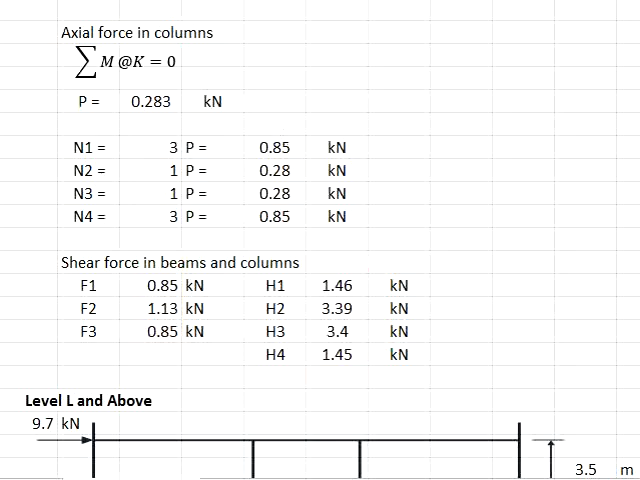 Axial force in columns
∑ M @K = 0
P = 0.283 kN
N1 = 3 P = 0.85 kN
N2 = 1 P = 0.28 kN
N3 = 1 P = 0.28 kN
N4 = 3 P = 0.85 kN
Shear force in beams and columns
F1 0.85 kN H1 1.46 kN
F2 1.13 kN H2 3.39 kN
F3 0.85 kN H3 3.4 kN
H4 1.45 kN
Level L and Above
9.7 kN
3.5 m